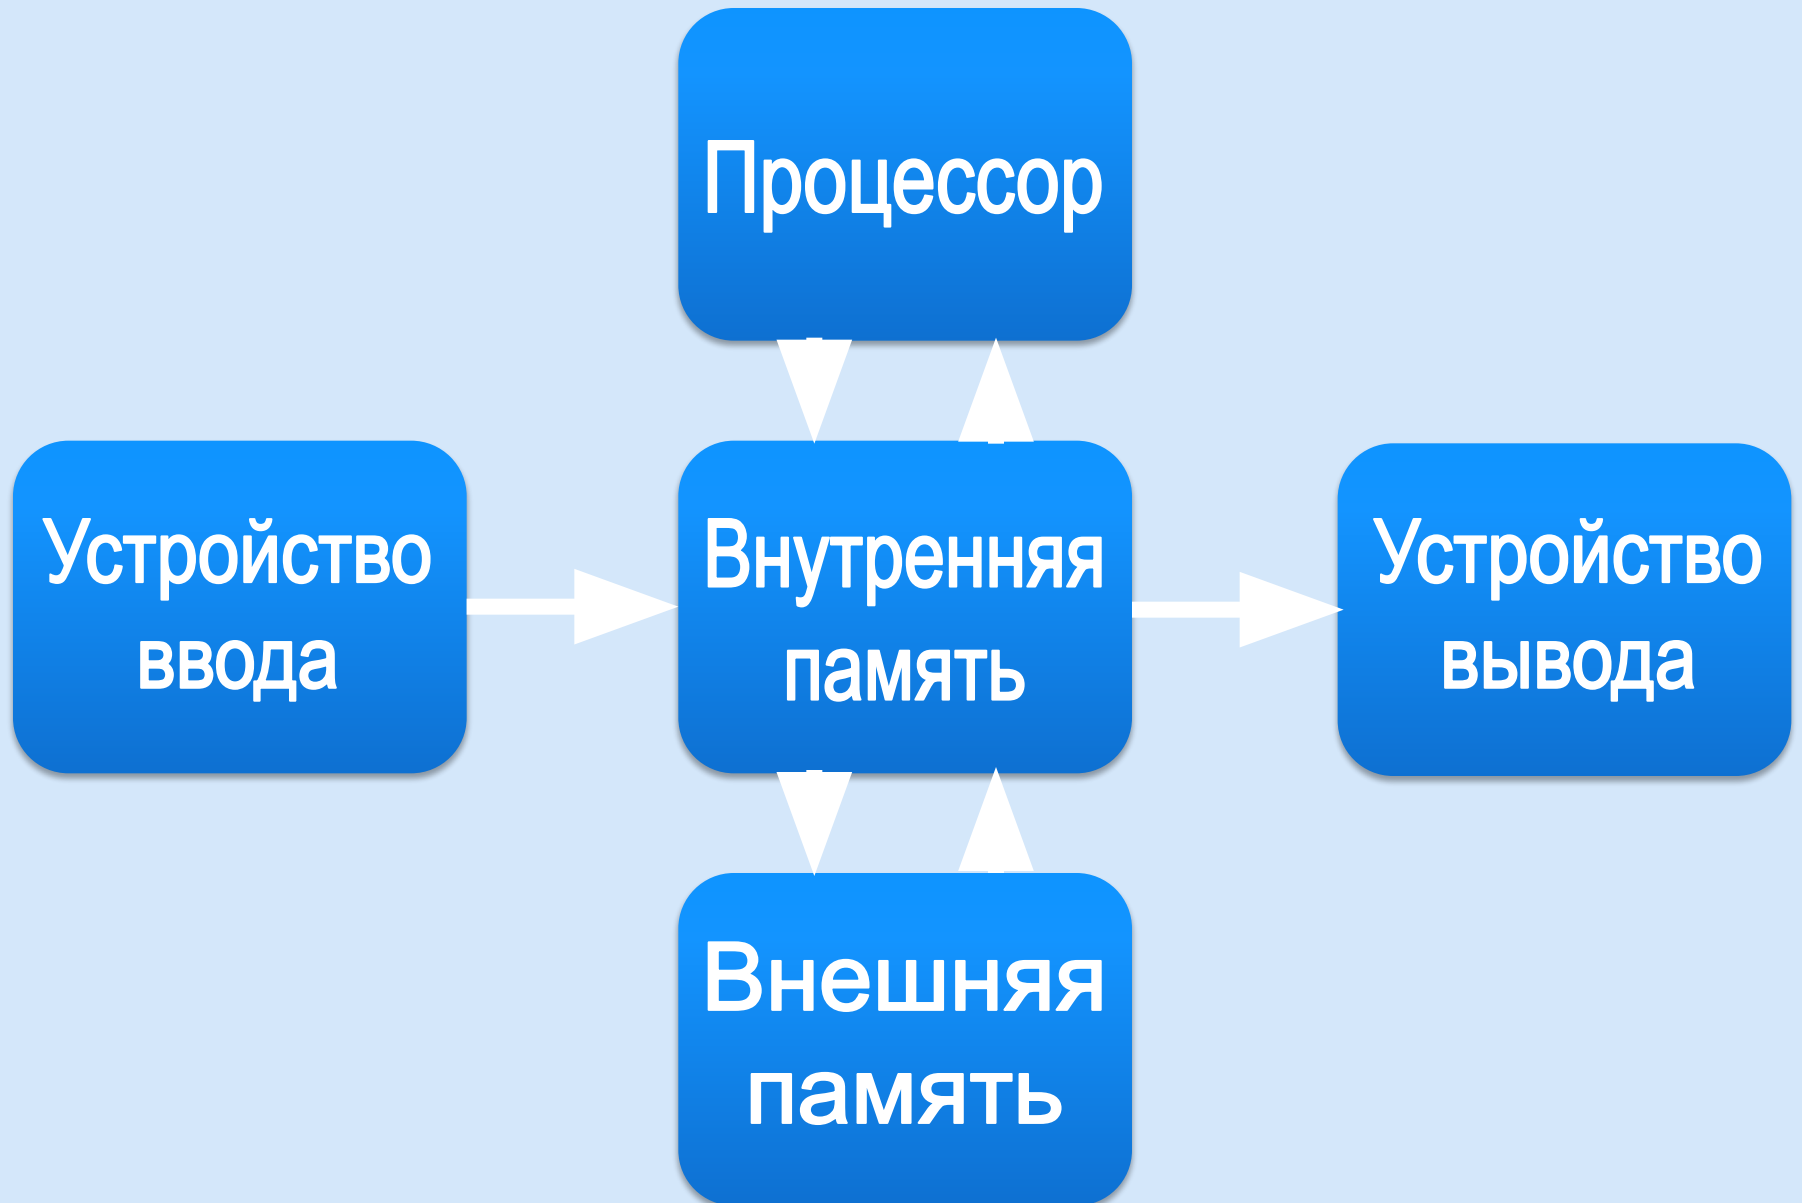 Процессор
Устройство
ввода
Внутренняя
память
Устройство
вывода
Внешняя
память